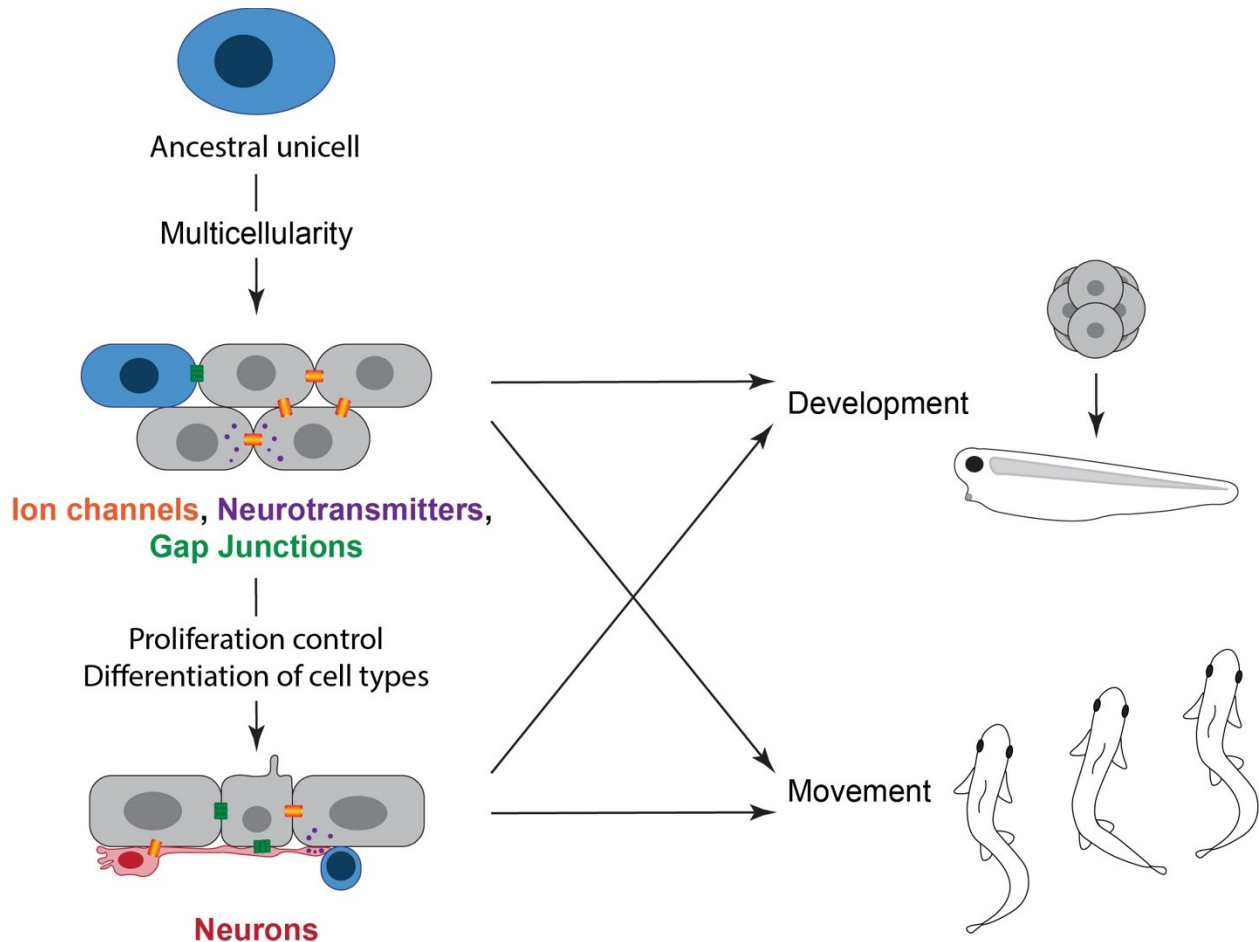 Ancestral unicell
Multicellularity
Ion channels, Neurotransmitters,
Gap Junctions
Proliferation control
Differentiation of cell types
Neurons
Development
Movement